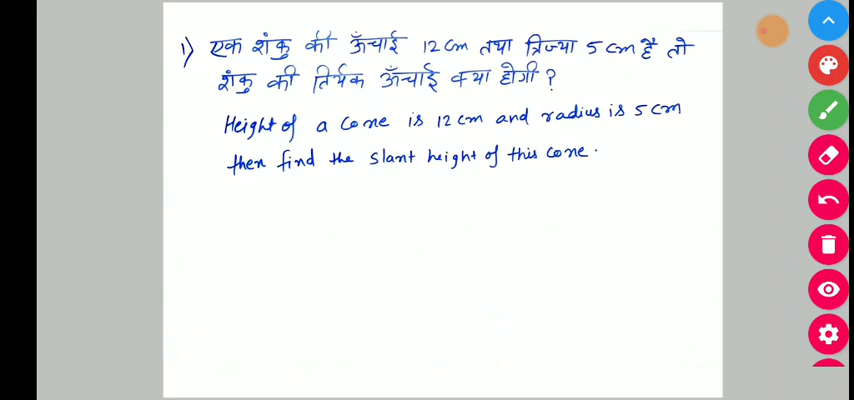 1) एक शंकु की ऊँचाई 12 cm तथा त्रिज्या 5 cm है तो
शंकु की तिर्यक ऊँचाई क्या होगी ?
Height of a cone is 12 cm and radius is 5 cm
then find the slant height of this cone.